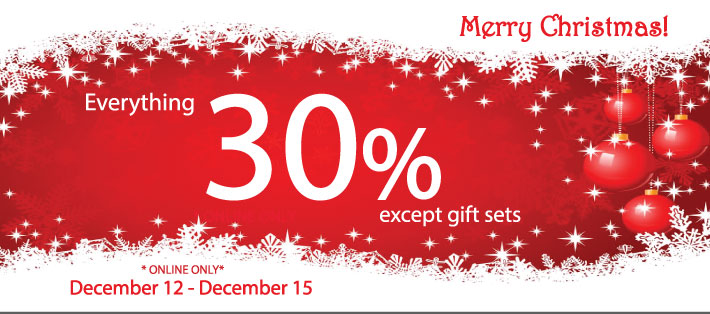 Merry Christmas!
Everything
30%
except gift sets
* ONLINE ONLY*
December 12 - December 15